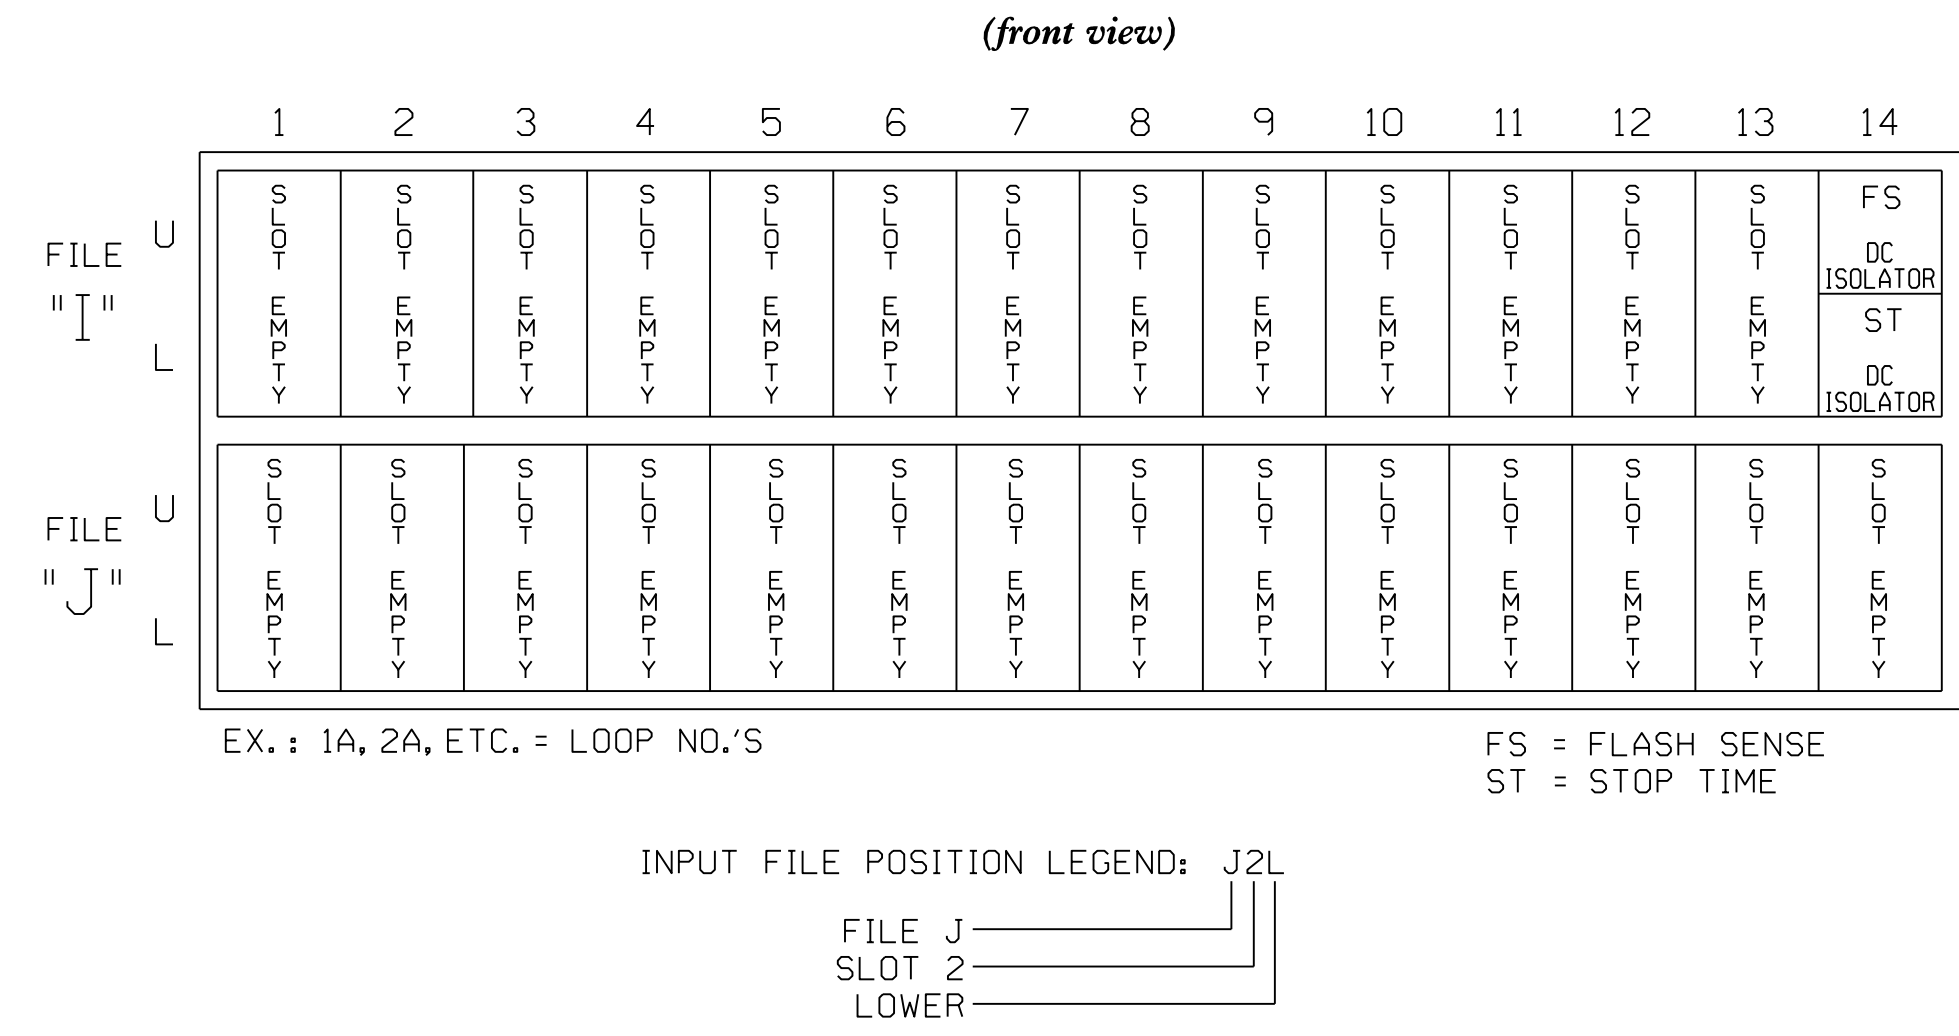 (front view)
1 2 3 4 5 6 7 8 9 10 11 12 13 14
FILE "I"
U
L
SLOT EMPTY
SLOT EMPTY
SLOT EMPTY
SLOT EMPTY
SLOT EMPTY
SLOT EMPTY
SLOT EMPTY
SLOT EMPTY
SLOT EMPTY
SLOT EMPTY
SLOT EMPTY
SLOT EMPTY
SLOT EMPTY
FS
DC
ISOLATOR
ST
DC
ISOLATOR
FILE "J"
U
L
SLOT EMPTY
SLOT EMPTY
SLOT EMPTY
SLOT EMPTY
SLOT EMPTY
SLOT EMPTY
SLOT EMPTY
SLOT EMPTY
SLOT EMPTY
SLOT EMPTY
SLOT EMPTY
SLOT EMPTY
SLOT EMPTY
SLOT EMPTY
EX.: 1A, 2A, ETC. = LOOP NO.'S
FS = FLASH SENSE
ST = STOP TIME
INPUT FILE POSITION LEGEND: J2L
FILE J
SLOT 2
LOWER